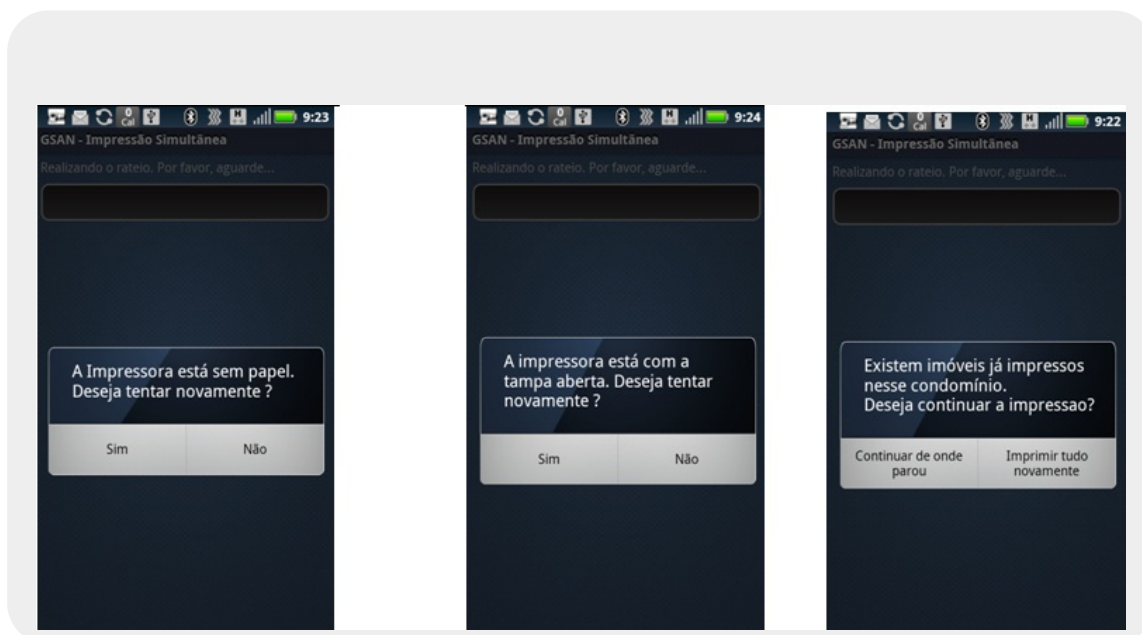 9:23
GSAN - Impressão Simultânea
Realizando o rateio. Por favor, aguarde...
A Impressora está sem papel.
Deseja tentar novamente ?
Sim
Não
9:24
GSAN - Impressão Simultânea
Realizando o rateio. Por favor, aguarde...
A impressora está com a
tampa aberta. Deseja tentar
novamente ?
Sim
Não
9:22
GSAN - Impressão Simultânea
Realizando o rateio. Por favor, aguarde...
Existem imóveis já impressos
nesse condomínio.
Deseja continuar a impressao?
Continuar de onde
parou
Imprimir tudo
novamente